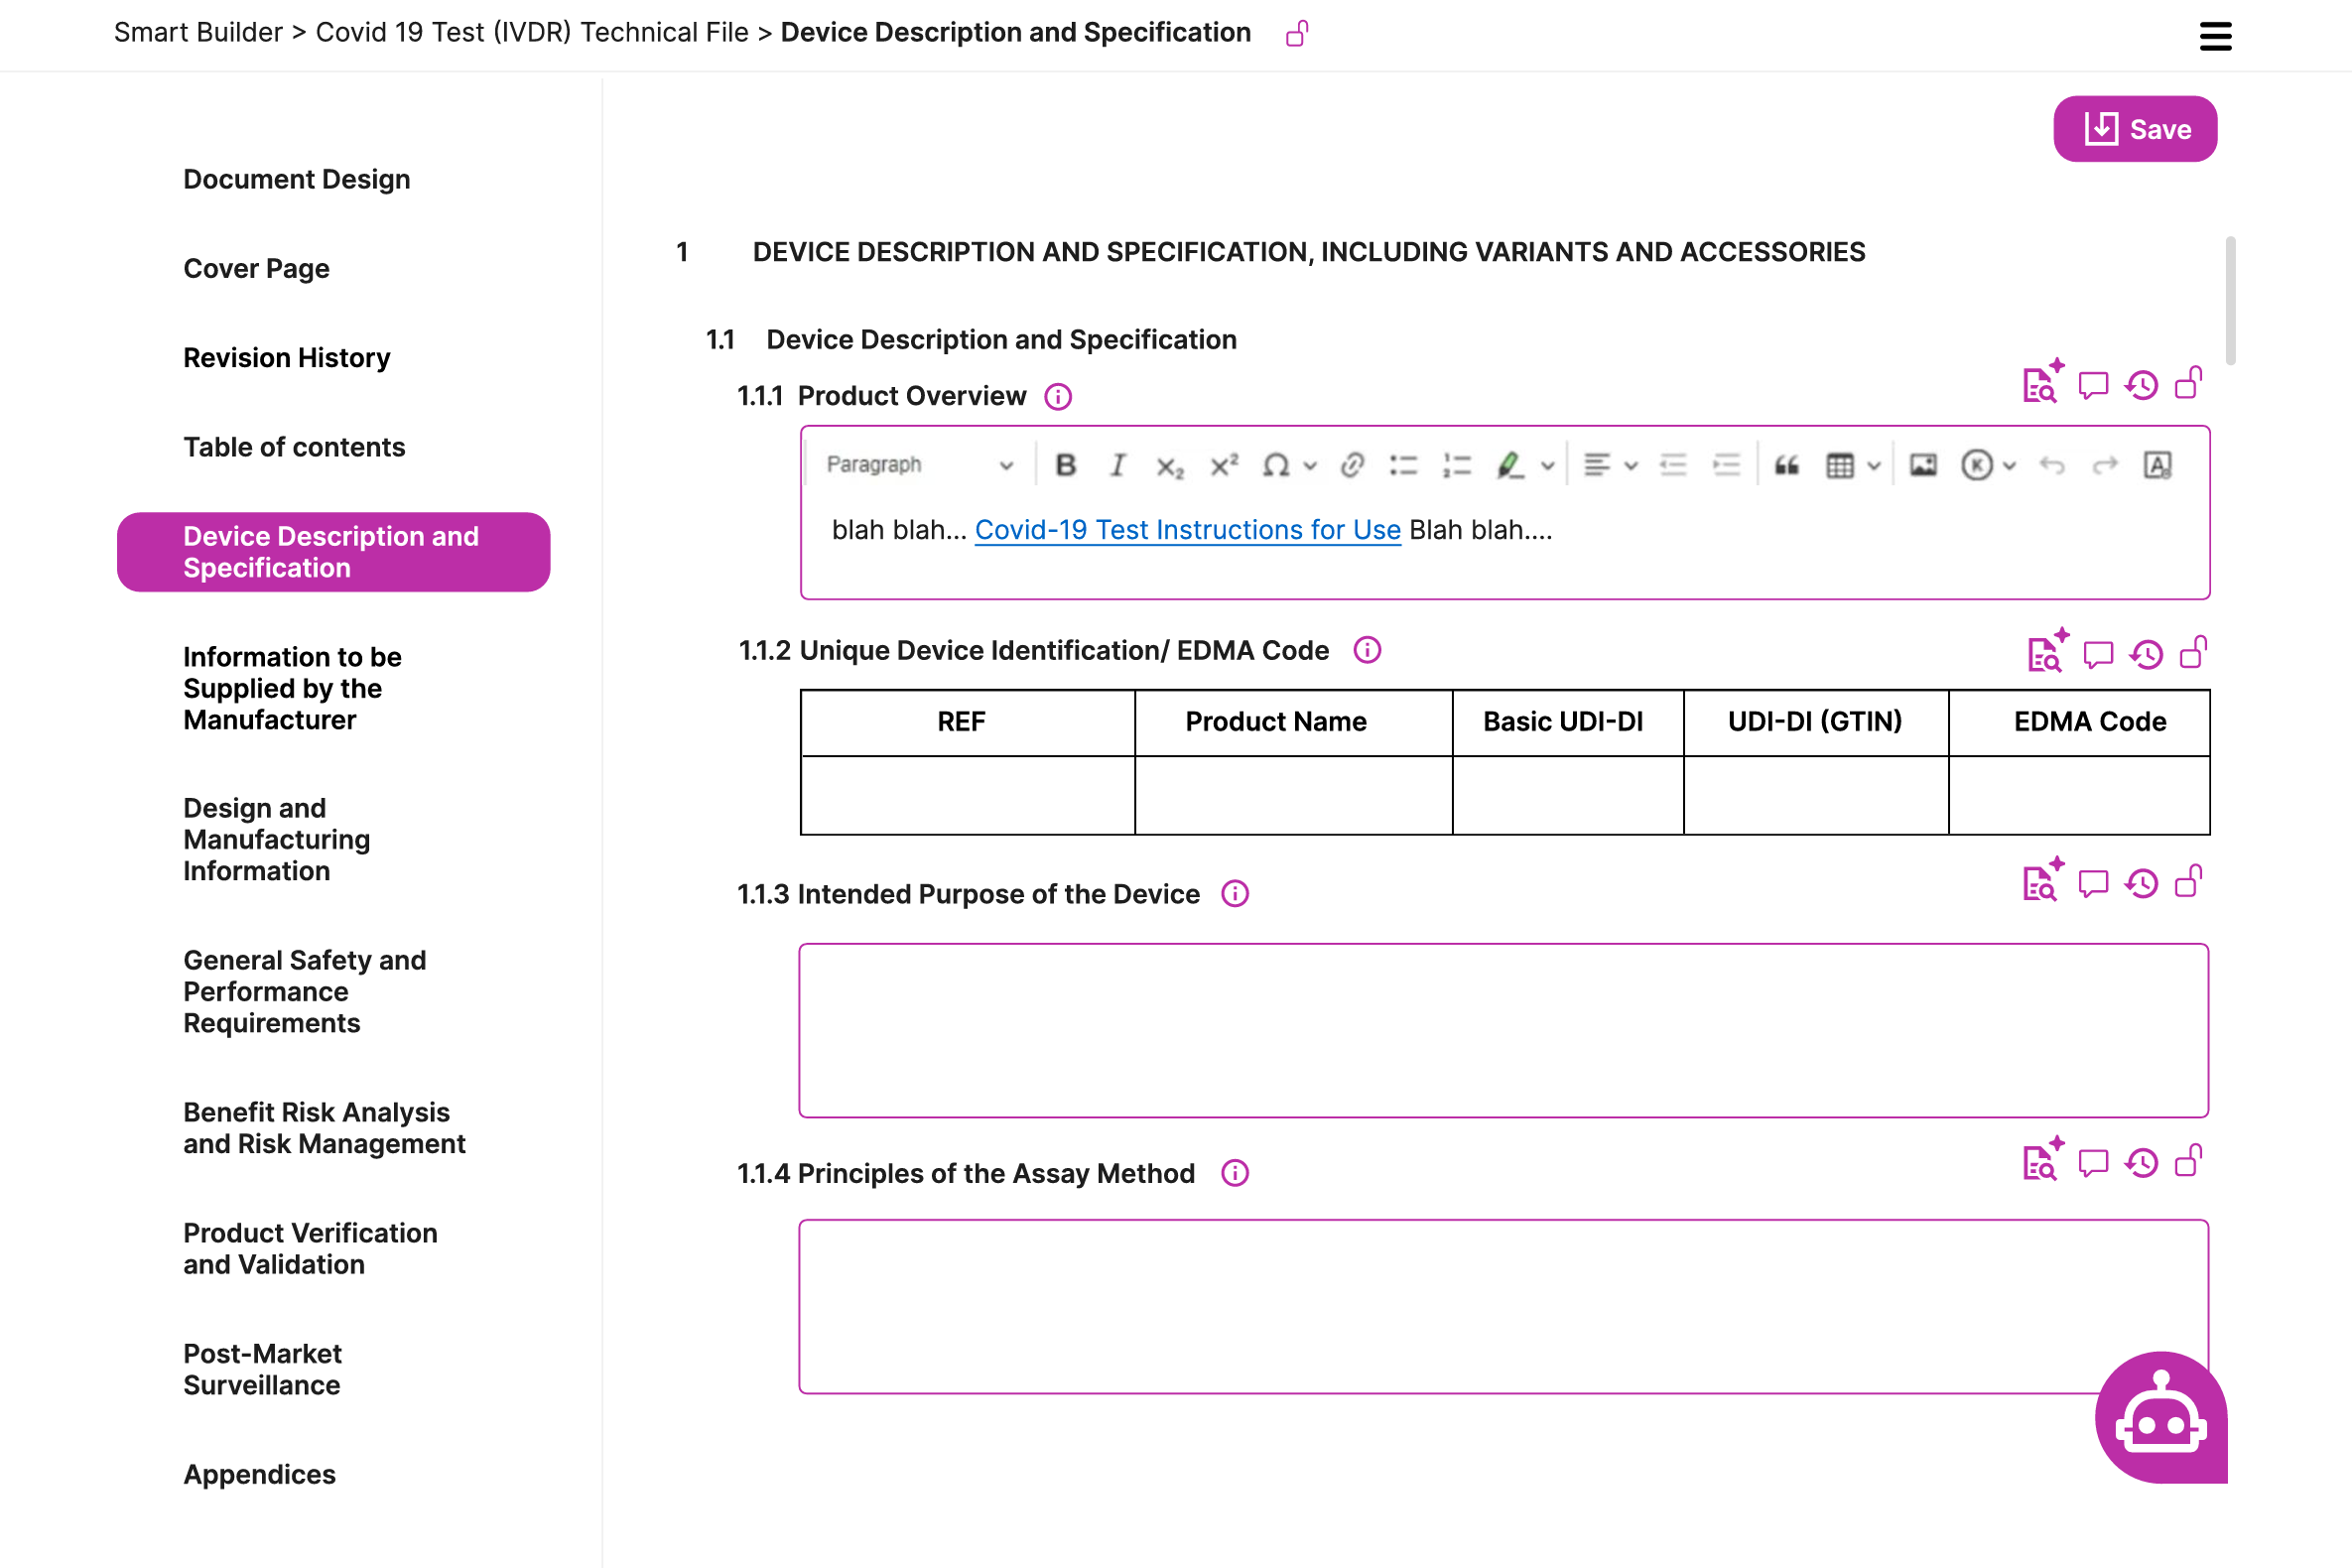 Smart Builder > Covid 19 Test (IVDR) Technical File > Device Description and Specification
Save
Document Design
Cover Page
Revision History
Table of contents
Device Description and
Specification
Information to be
Supplied by the
Manufacturer
Design and
Manufacturing
Information
General Safety and
Performance
Requirements
Benefit Risk Analysis
and Risk Management
Product Verification
and Validation
Post-Market
Surveillance
Appendices
1 DEVICE DESCRIPTION AND SPECIFICATION, INCLUDING VARIANTS AND ACCESSORIES
1.1 Device Description and Specification
1.1.1 Product Overview
Paragraph
blah blah... Covid-19 Test Instructions for Use Blah blah....
1.1.2 Unique Device Identification/ EDMA Code
REF Product Name Basic UDI-DI UDI-DI (GTIN) EDMA Code
1.1.3 Intended Purpose of the Device
1.1.4 Principles of the Assay Method